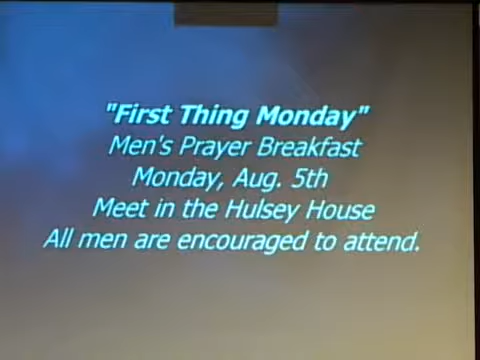 "First Thing Monday"
Men's Prayer Breakfast
Monday, Aug. 5th
Meet in the Hulsey House
All men are encouraged to attend.